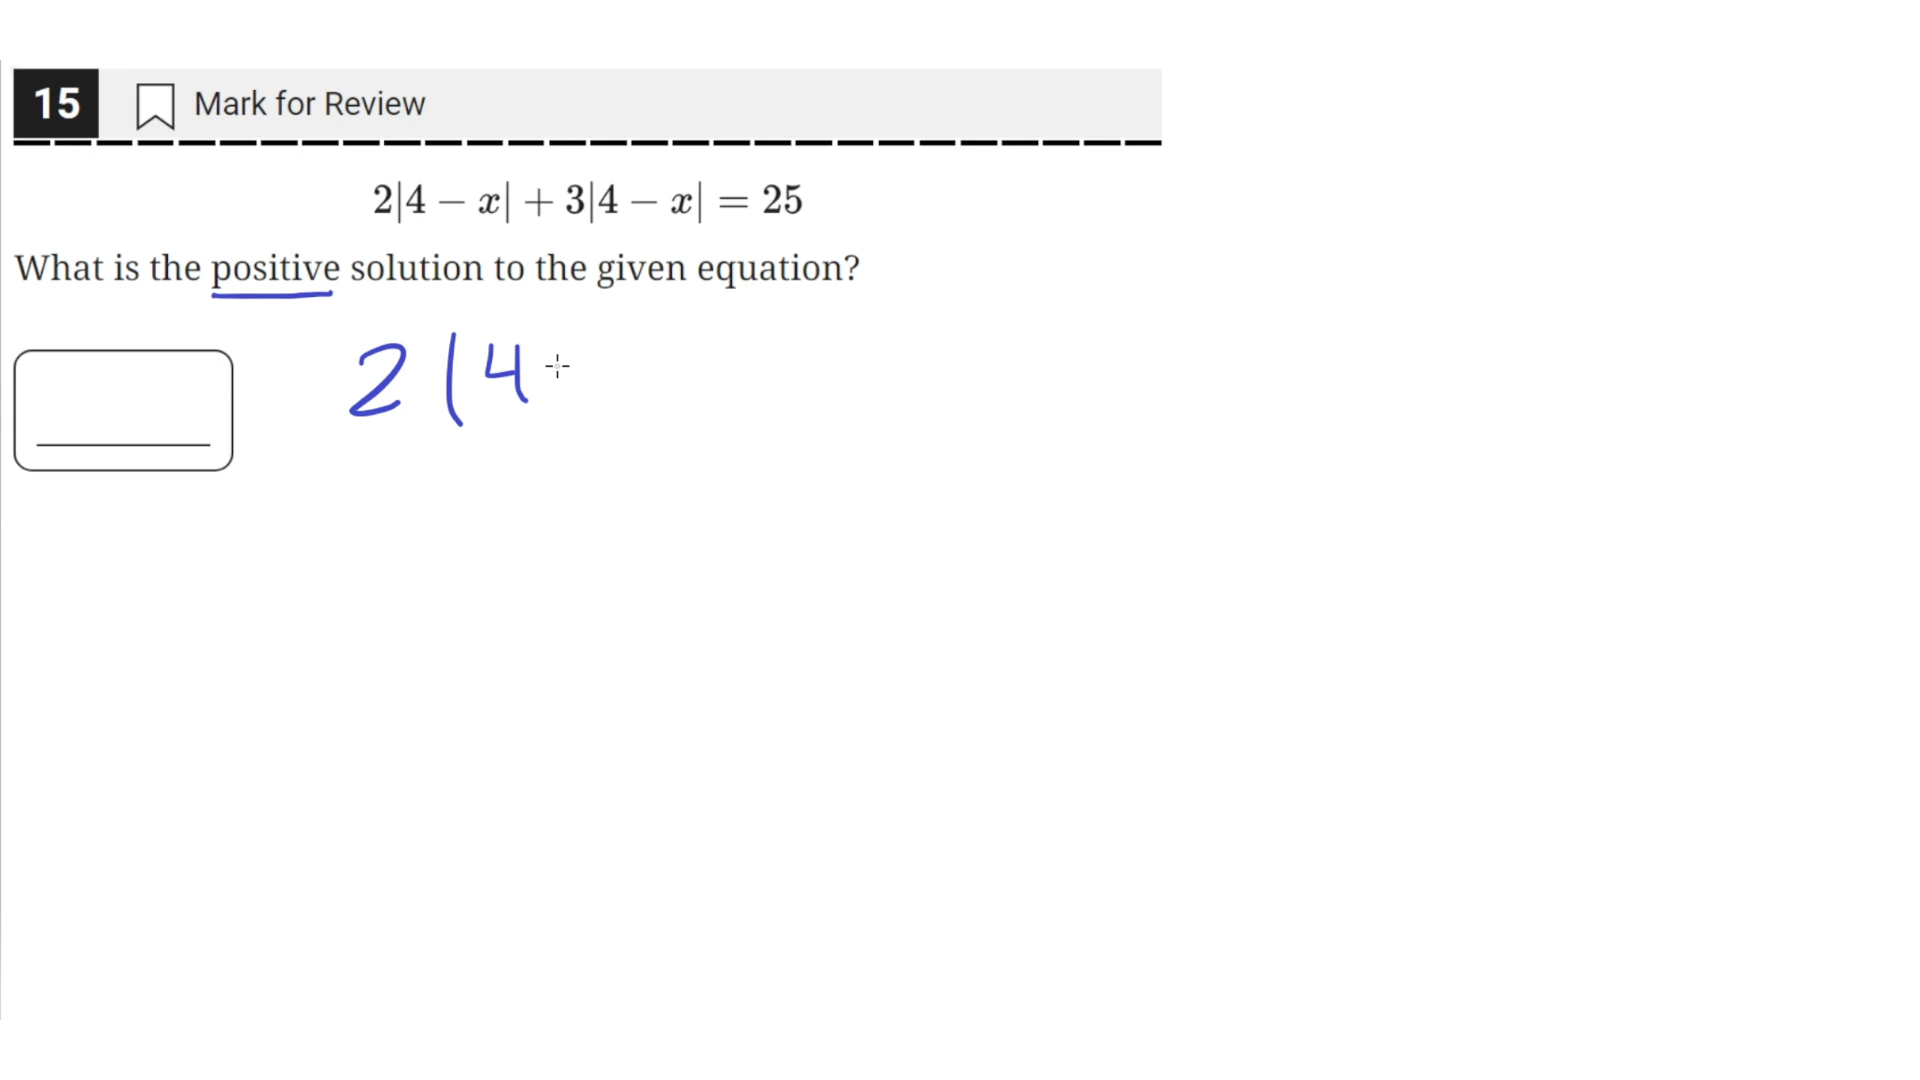 15 Mark for Review
2|4 − x| + 3|4 − x| = 25
What is the positive solution to the given equation?
2 | 4